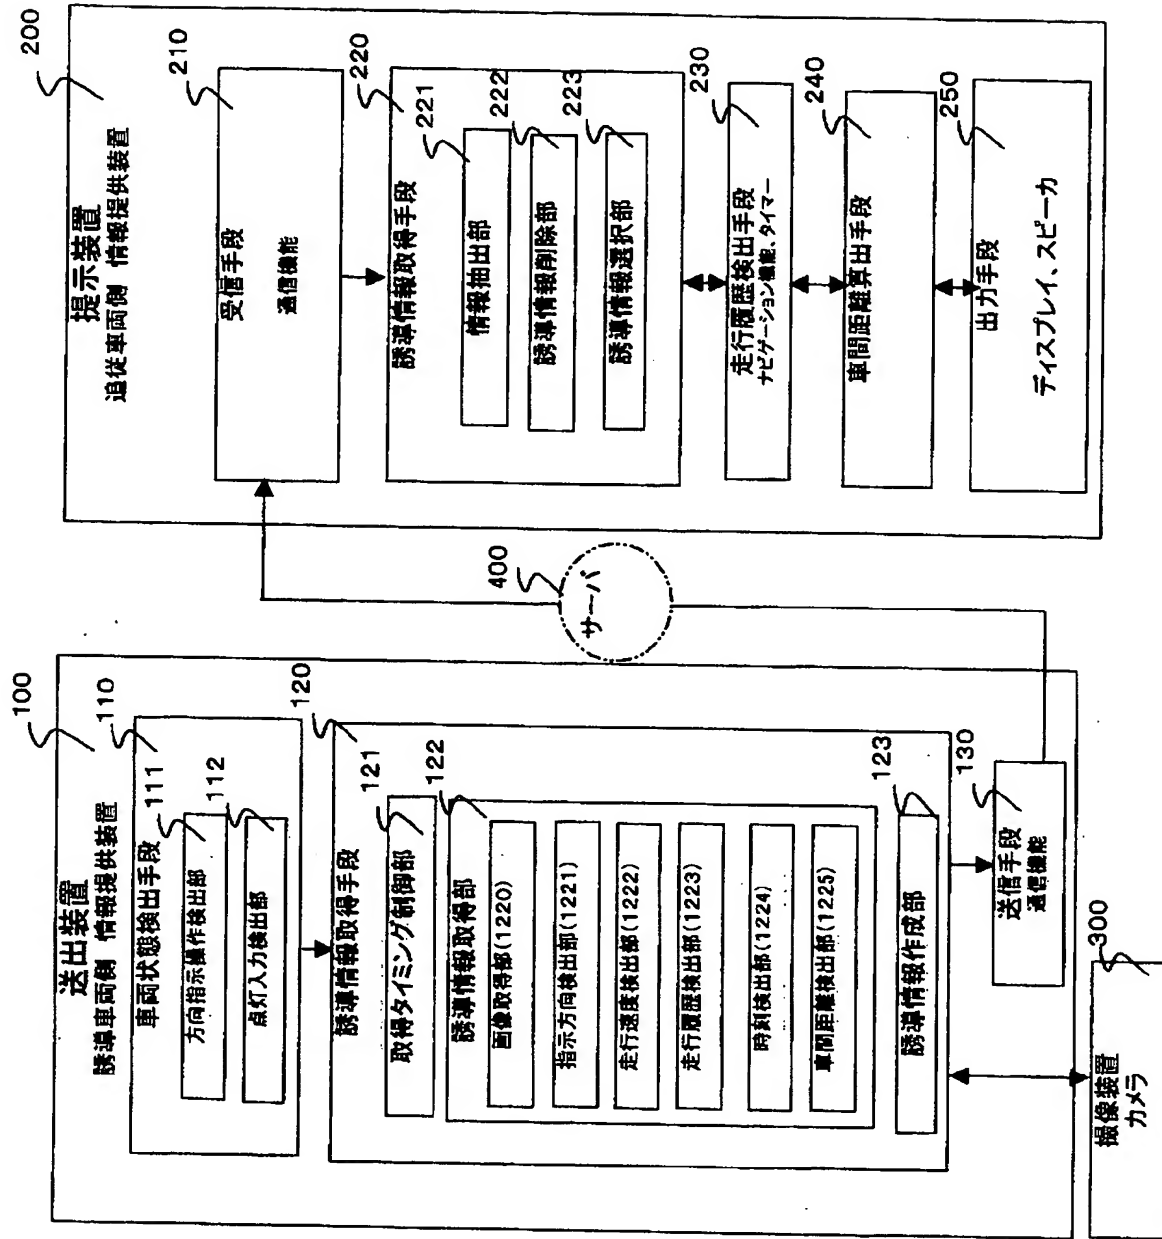 100
送出装置
誘導車両側 情報提供装置
110
車両状態検出手段
111
方向指示操作検出部
112
点灯入力検出部
120
誘導情報取得手段
121
取得タイミング制御部
122
誘導情報取得部
画像取得部(1220)
指示方向検出部(1221)
走行速度検出部(1222)
走行履歴検出部(1223)
時刻検出部(1224)
車間距離検出部(1225)
123
誘導情報作成部
130
送信手段
通信機能
300
撮像装置
カメラ
400
サーバ
200
提示装置
追従車両側 情報提供装置
210
受信手段
通信機能
220
誘導情報取得手段
221
情報抽出部
222
誘導情報削除部
223
誘導情報選択部
230
走行履歴検出手段
ナビゲーション機能、タイマー
240
車間距離算出手段
250
出力手段
ディスプレイ、スピーカ